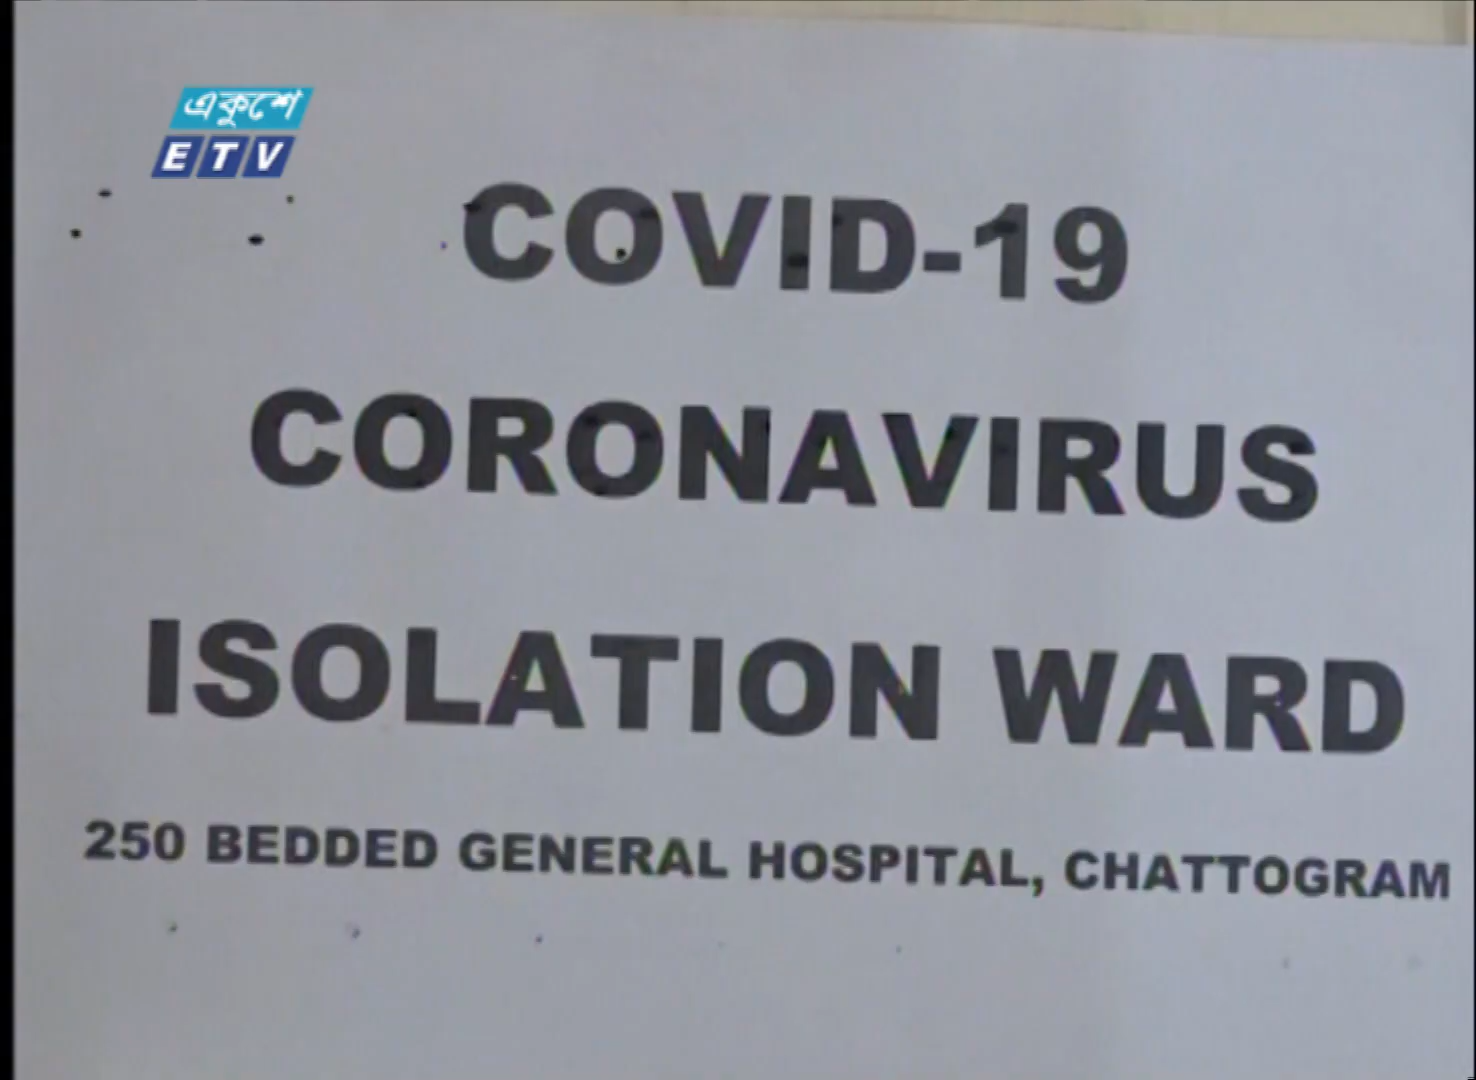 একুশে
ETV
COVID-19
CORONAVIRUS
ISOLATION WARD
250 BEDDED GENERAL HOSPITAL, CHATTOGRAM